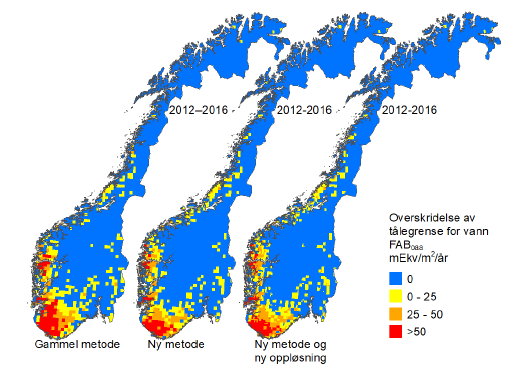 2012–2016
2012-2016
2012-2016
Overskridelse av
tålegrense for vann
FAB0aa
mEkv/m²/år
0
0 - 25
25 - 50
>50
Gammel metode
Ny metode
Ny metode og
ny oppløsning